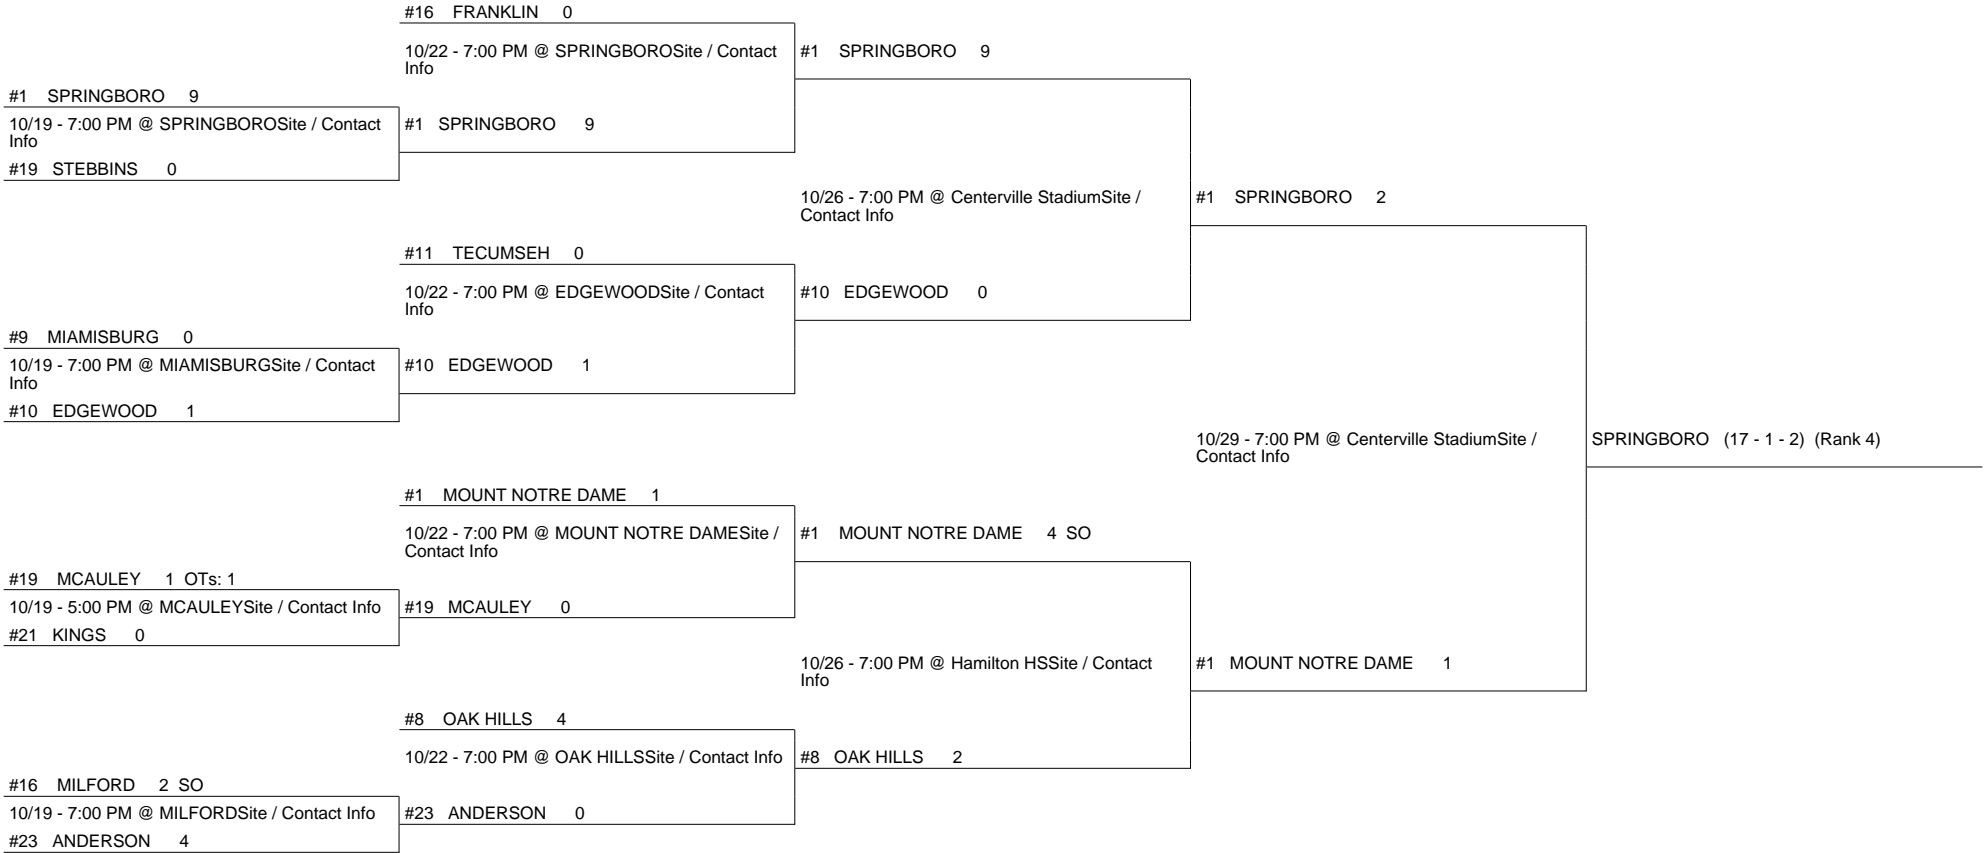 #16 FRANKLIN 0
10/22 - 7:00 PM @ SPRINGBOROSite / Contact
Info
#1 SPRINGBORO 9
#1 SPRINGBORO 9
10/19 - 7:00 PM @ SPRINGBOROSite / Contact
Info
#1 SPRINGBORO 9
#19 STEBBINS 0
10/26 - 7:00 PM @ Centerville StadiumSite /
Contact Info
#1 SPRINGBORO 2
#11 TECUMSEH 0
10/22 - 7:00 PM @ EDGEWOODSite / Contact
Info
#10 EDGEWOOD 0
#9 MIAMISBURG 0
10/19 - 7:00 PM @ MIAMISBURGSite / Contact
Info
#10 EDGEWOOD 1
#10 EDGEWOOD 1
10/29 - 7:00 PM @ Centerville StadiumSite /
Contact Info
SPRINGBORO (17 - 1 - 2) (Rank 4)
#1 MOUNT NOTRE DAME 1
10/22 - 7:00 PM @ MOUNT NOTRE DAMESite /
Contact Info
#1 MOUNT NOTRE DAME 4 SO
#19 MCAULEY 1 OTs: 1
10/19 - 5:00 PM @ MCAULEYSite / Contact Info
#19 MCAULEY 0
#21 KINGS 0
10/26 - 7:00 PM @ Hamilton HSSite / Contact
Info
#1 MOUNT NOTRE DAME 1
#8 OAK HILLS 4
10/22 - 7:00 PM @ OAK HILLSSite / Contact Info
#8 OAK HILLS 2
#16 MILFORD 2 SO
10/19 - 7:00 PM @ MILFORDSite / Contact Info
#23 ANDERSON 0
#23 ANDERSON 4